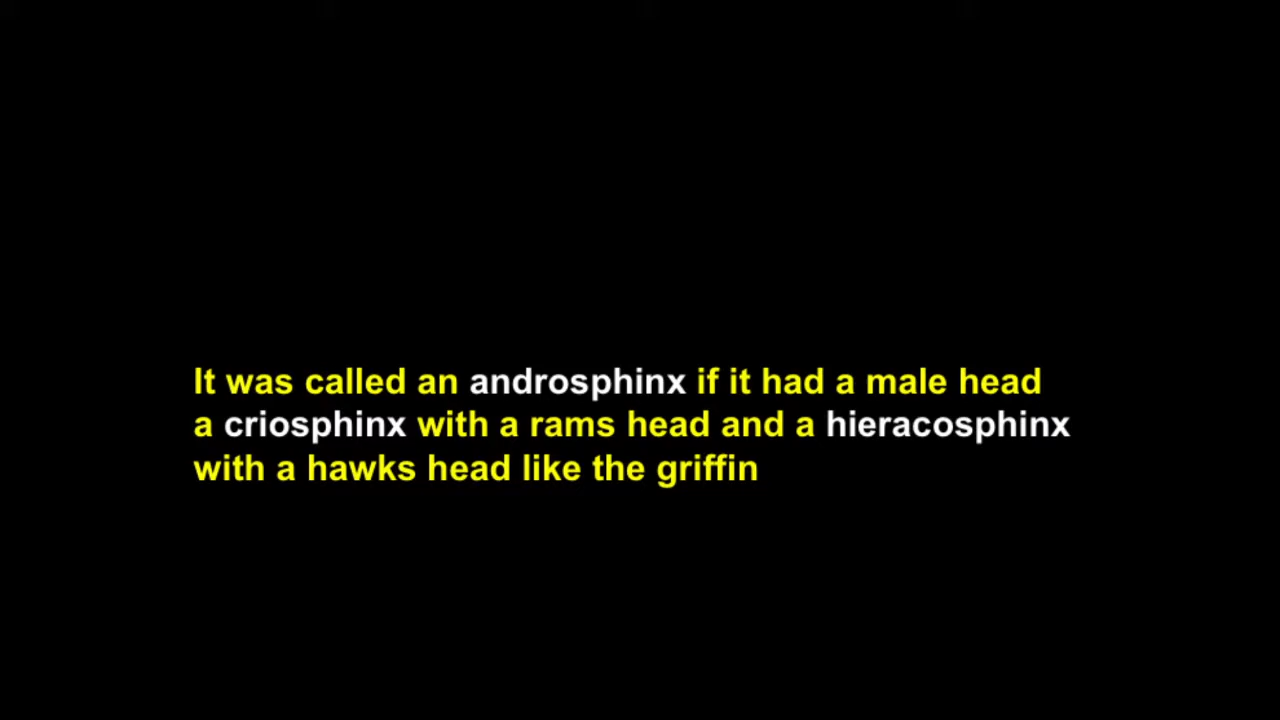 It was called an androsphinx if it had a male head
a criosphinx with a rams head and a hieracosphinx
with a hawks head like the griffin